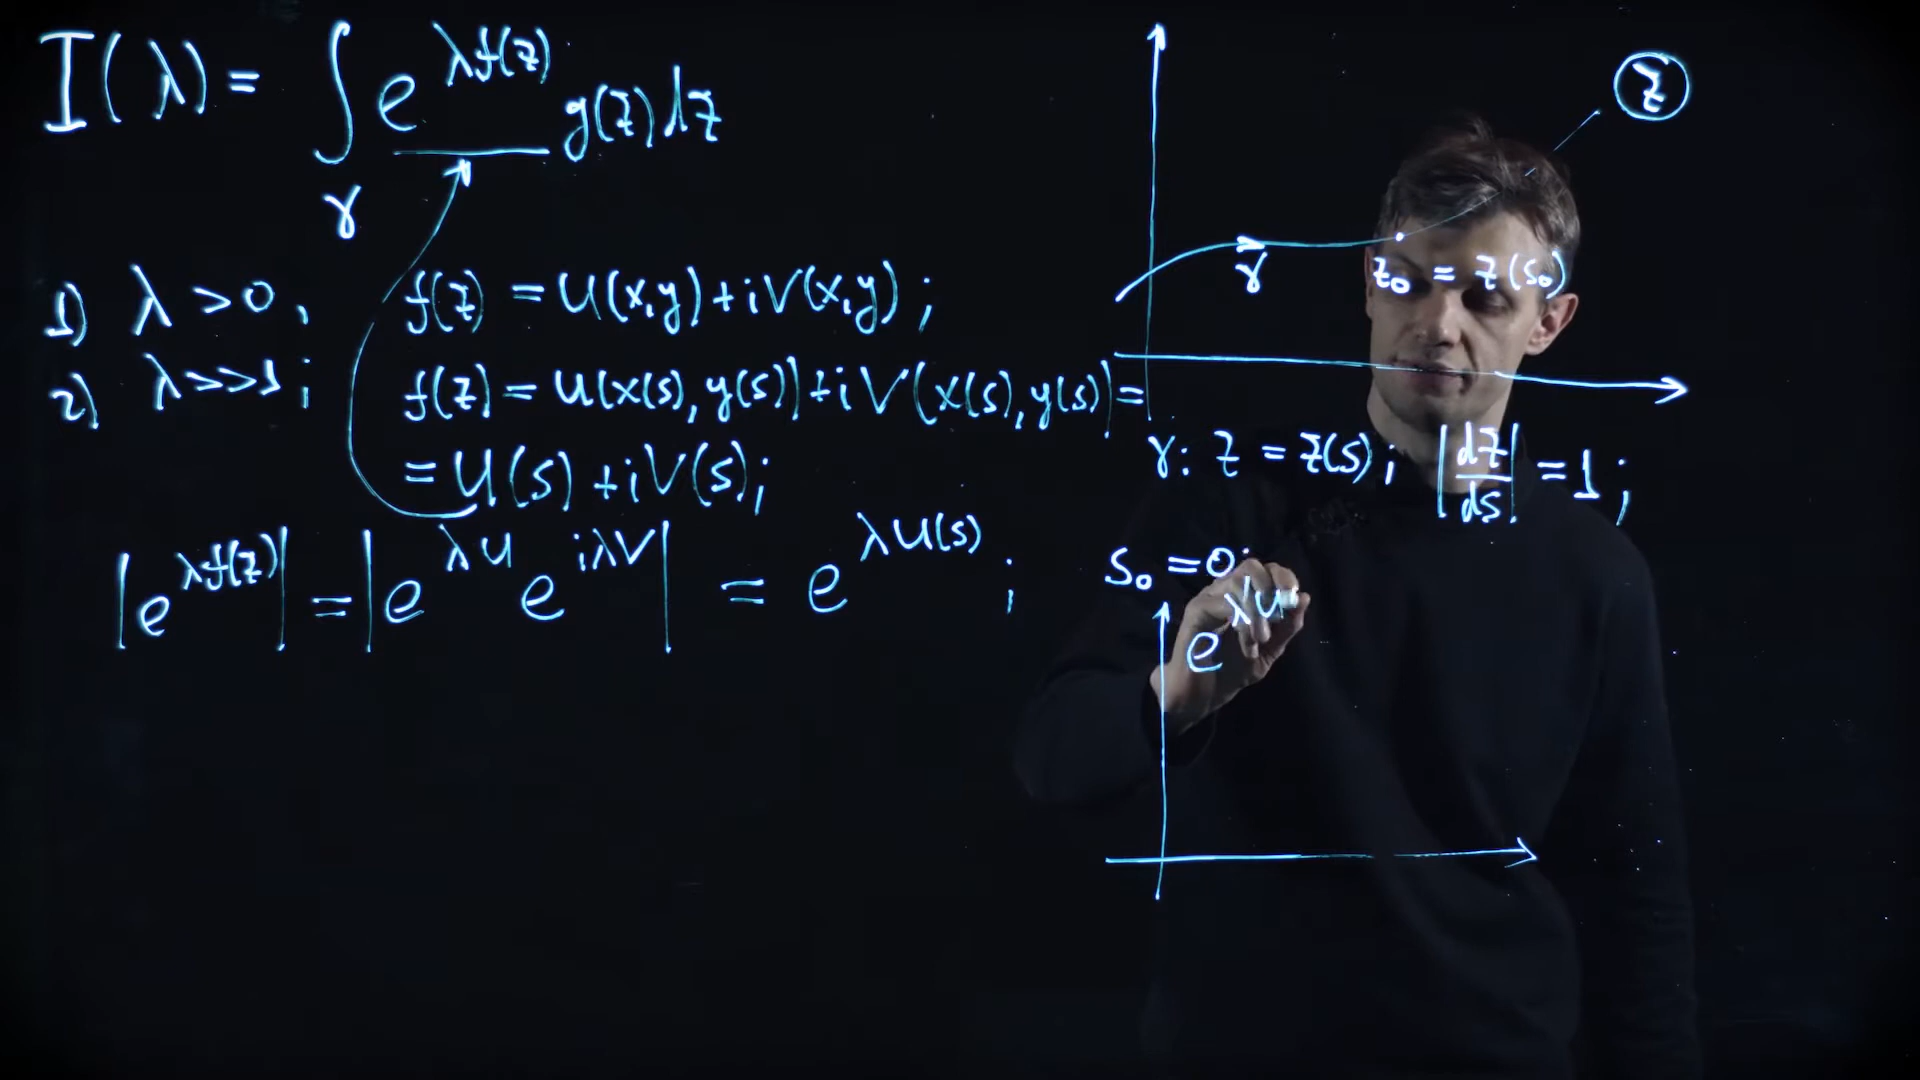 I(λ) = ∫_γ e^{λf(z)} g(z) dz
1) λ > 0,
2) λ >> 1;
f(z) = U(x,y) + iV(x,y);
f(z) = U(x(s), y(s)) + iV(x(s), y(s)) =
= U(s) + iV(s);
|e^{λf(z)}| = |e^{λU} e^{iλV}| = e^{λU(s)};
z
γ
z₀ = z(s₀)
γ: z = z(s); |dz/ds| = 1;
s₀ = 0;
e^{λU